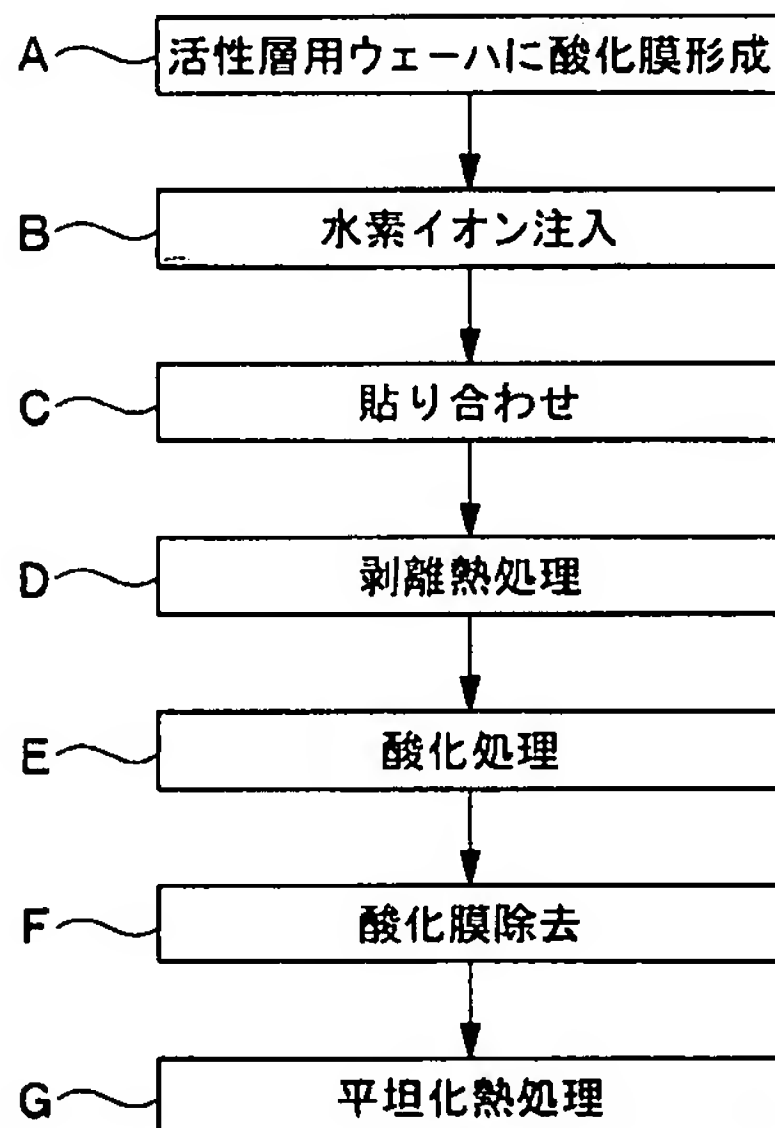 A 活性層用ウェーハに酸化膜形成
B 水素イオン注入
C 貼り合わせ
D 剥離熱処理
E 酸化処理
F 酸化膜除去
G 平坦化熱処理